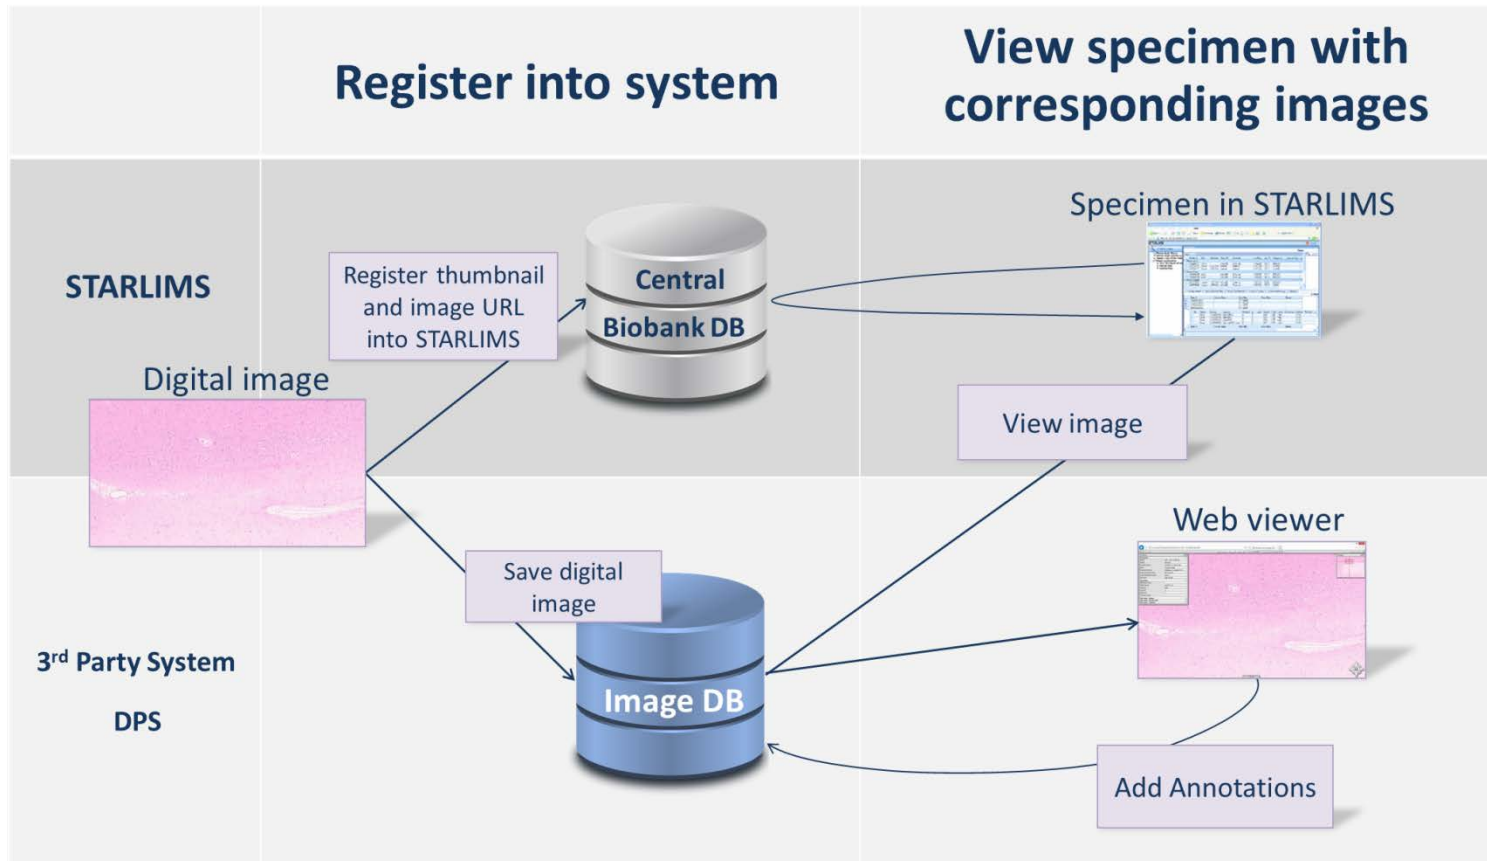 Register into system
View specimen with
corresponding images
STARLIMS
Register thumbnail
and image URL
into STARLIMS
Central
Biobank DB
Specimen in STARLIMS
Digital image
View image
Save digital
image
Web viewer
3rd Party System
DPS
Image DB
Add Annotations